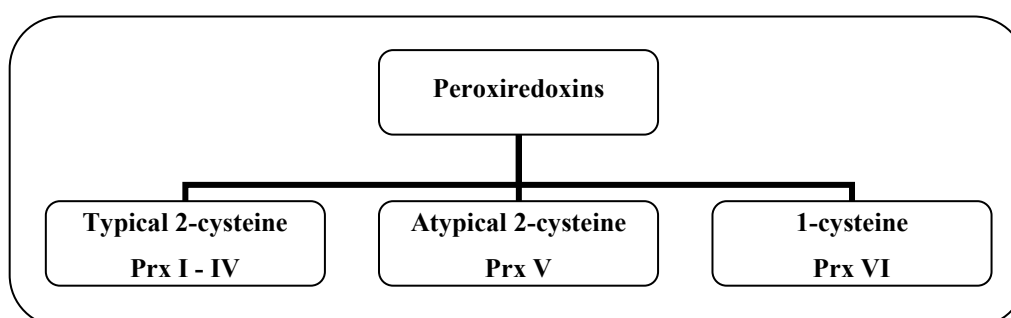 Peroxiredoxins
Typical 2-cysteine
Prx I - IV
Atypical 2-cysteine
Prx V
1-cysteine
Prx VI